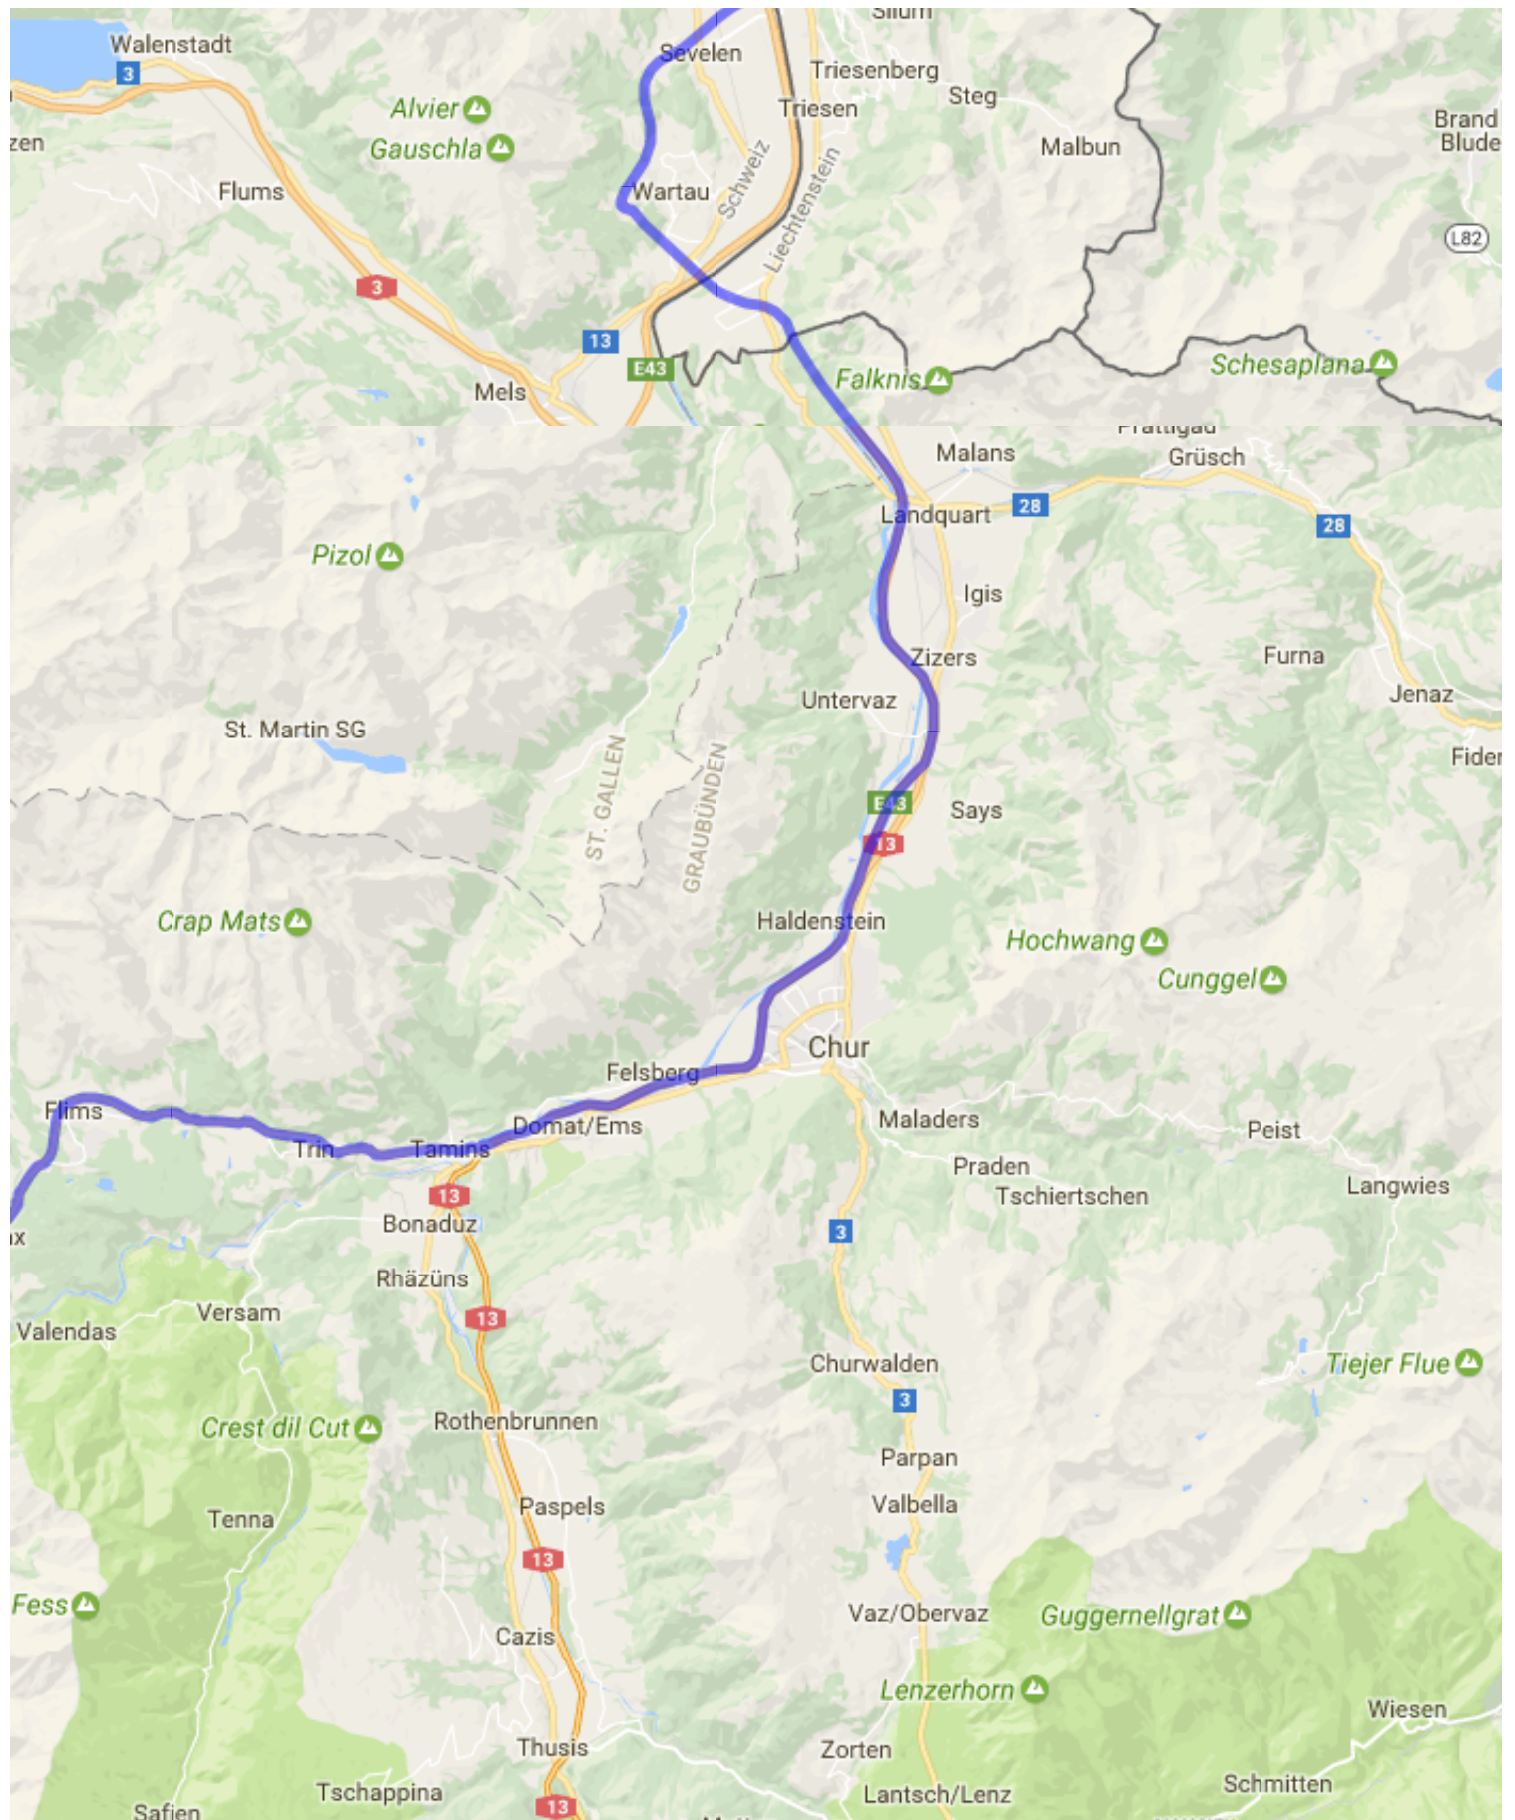 Walenstadt
3
Sevelen
Triesenberg
Alvier
Triesen
Steg
Brand
Gauschla
Malbun
Flums
Wartau
Schweiz
Liechtenstein
L82
3
13
E43
Falknis
Schesaplana
Mels
Malans
Grüsch
28
Landquart
28
Pizol
Igis
Zizers
Furna
Untervaz
Jenaz
St. Martin SG
ST. GALLEN
GRAUBÜNDEN
E43
Says
13
Crap Mats
Haldenstein
Hochwang
Cunggel
Chur
Felsberg
Flims
Domat/Ems
Maladers
Peist
Trin
Tamins
Praden
13
Tschiertschen
Langwies
Bonaduz
3
Rhäzüns
Versam
13
Valendas
Churwalden
Tiejer Flue
3
Crest dil Cut
Rothenbrunnen
Parpan
Paspels
Valbella
Tenna
13
Fess
Vaz/Obervaz
Guggernellgrat
Cazis
Lenzerhorn
Wiesen
Thusis
Zorten
Tschappina
Lantsch/Lenz
Schmitten
13
Safien